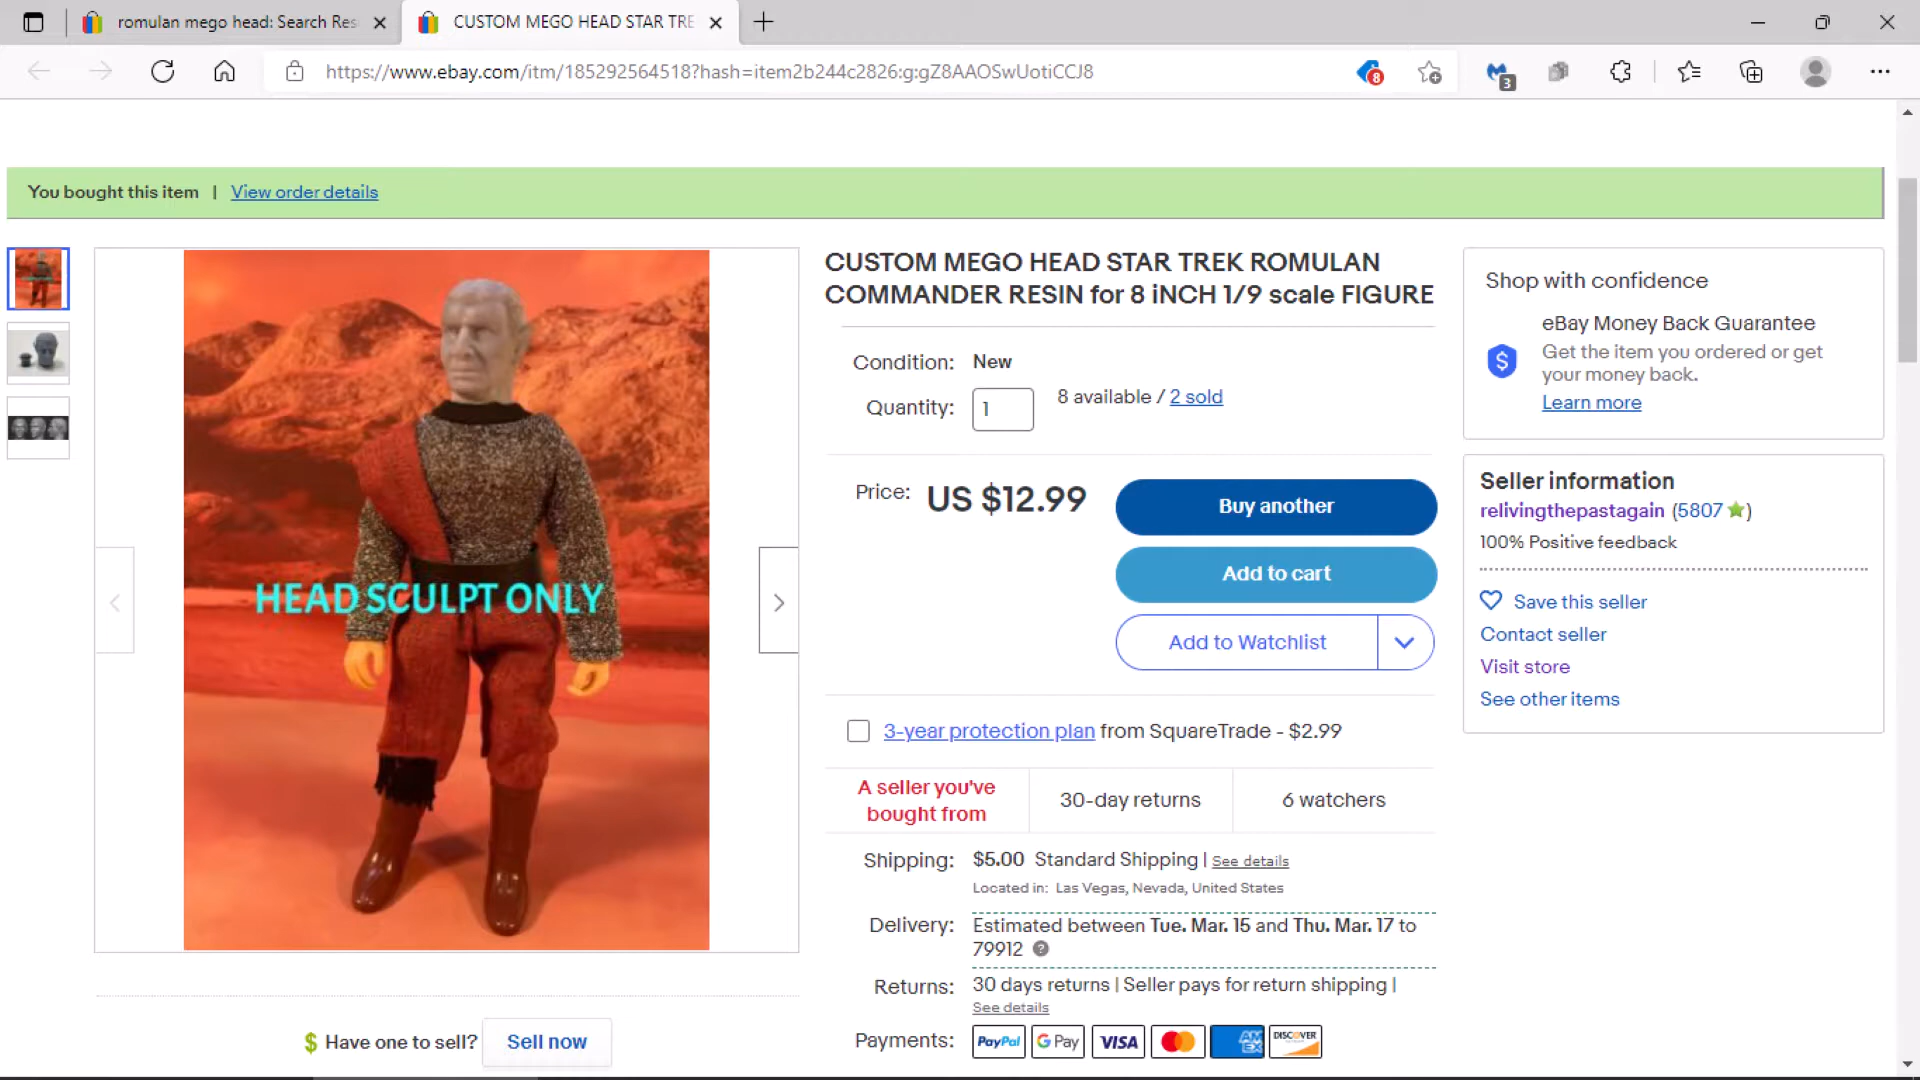 romulan mego head: Search Res
CUSTOM MEGO HEAD STAR TRE
https://www.ebay.com/itm/185292564518?hash=item2b244c2826:g:gZ8AAOSwUotiCCJ8
8
3
You bought this item | View order details
HEAD SCULPT ONLY
$ Have one to sell? Sell now
CUSTOM MEGO HEAD STAR TREK ROMULAN
COMMANDER RESIN for 8 iNCH 1/9 scale FIGURE
Condition: New
Quantity: 1 8 available / 2 sold
Price: US $12.99
Buy another
Add to cart
Add to Watchlist
3-year protection plan from SquareTrade - $2.99
A seller you've
bought from
30-day returns
6 watchers
Shipping: $5.00 Standard Shipping | See details
Located in: Las Vegas, Nevada, United States
Delivery: Estimated between Tue. Mar. 15 and Thu. Mar. 17 to
79912 ?
Returns: 30 days returns | Seller pays for return shipping |
See details
Payments: PayPal G Pay VISA AM EX DISCOVER
Shop with confidence
$
eBay Money Back Guarantee
Get the item you ordered or get
your money back.
Learn more
Seller information
relivingthepastagain (5807)
100% Positive feedback
Save this seller
Contact seller
Visit store
See other items